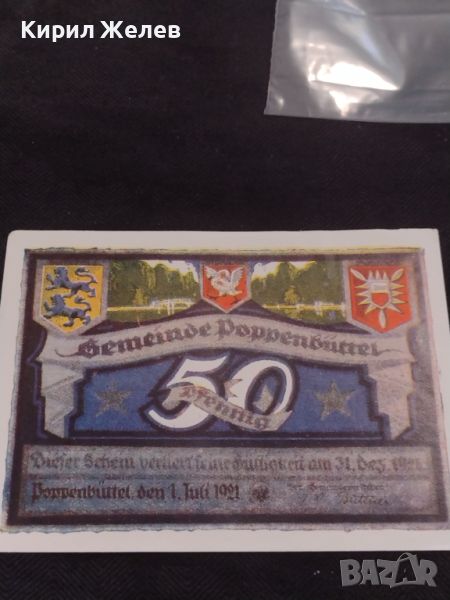 Кирил Желев
Gemeinde Poppenbüttel
50
Pfennig
Dieser Schein verliert seine Gültigkeit am 31. Dez. 1921
Poppenbüttel, den 1. Juli 1921
BAZAR